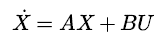 Ẋ = AX + BU